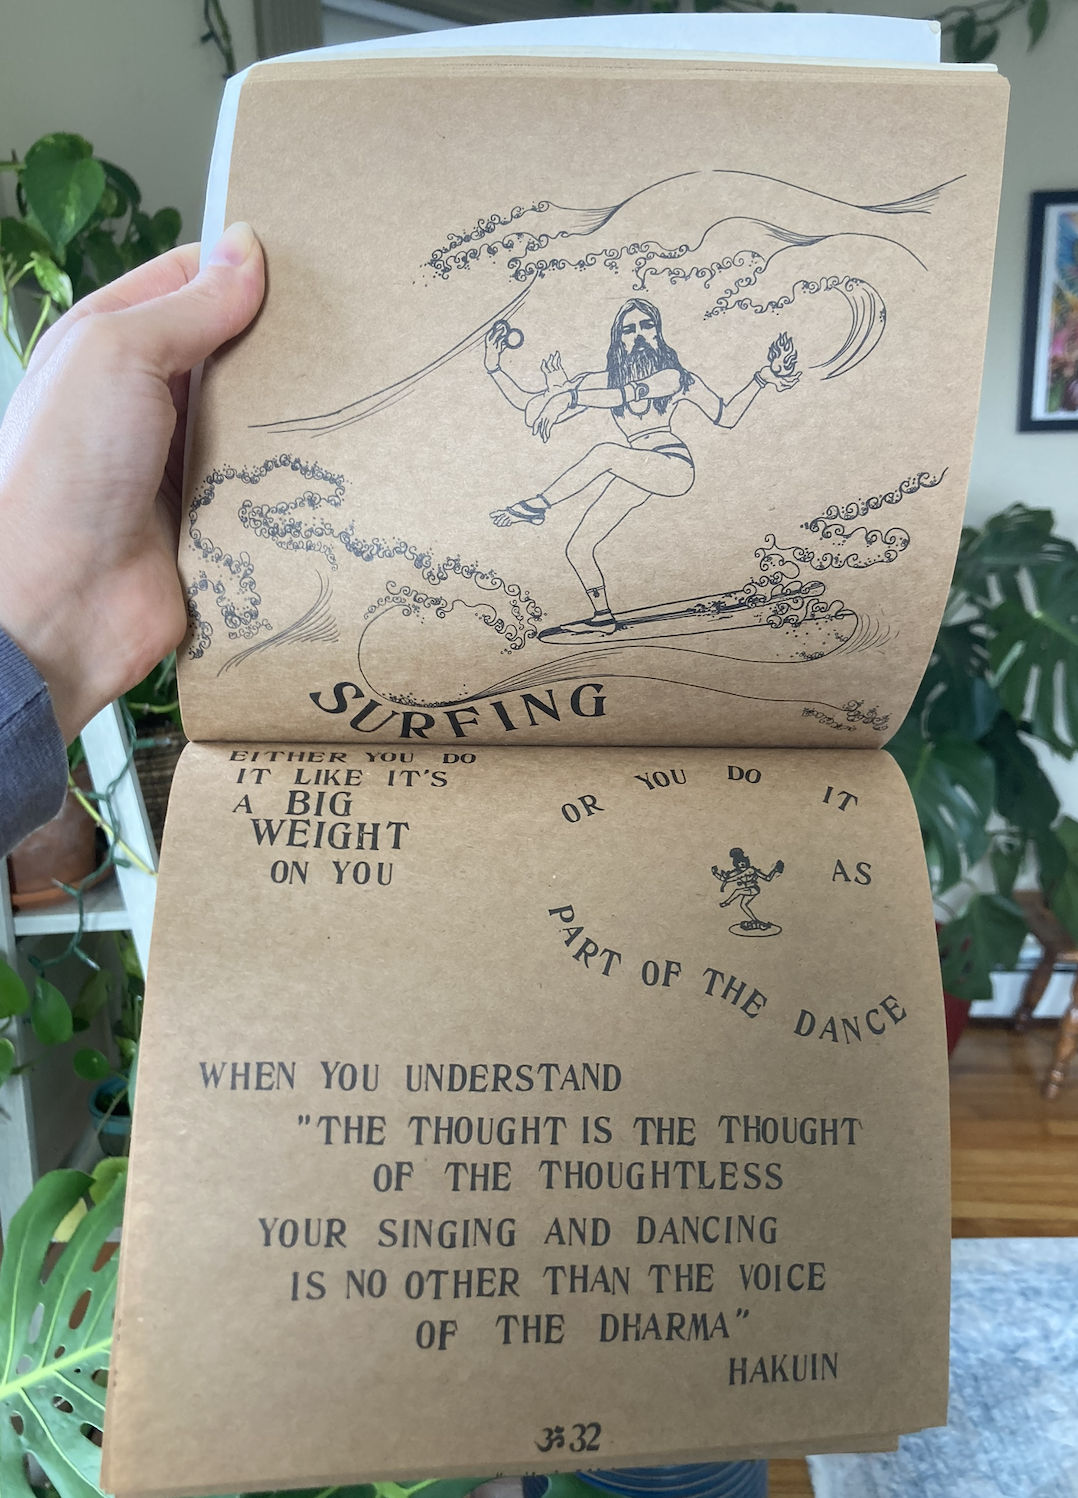 SURFING
EITHER YOU DO
IT LIKE IT'S
A BIG
WEIGHT
ON YOU
OR YOU DO IT
AS
PART OF THE DANCE
WHEN YOU UNDERSTAND
"THE THOUGHT IS THE THOUGHT
OF THE THOUGHTLESS
YOUR SINGING AND DANCING
IS NO OTHER THAN THE VOICE
OF THE DHARMA"
HAKUIN
ॐ 32